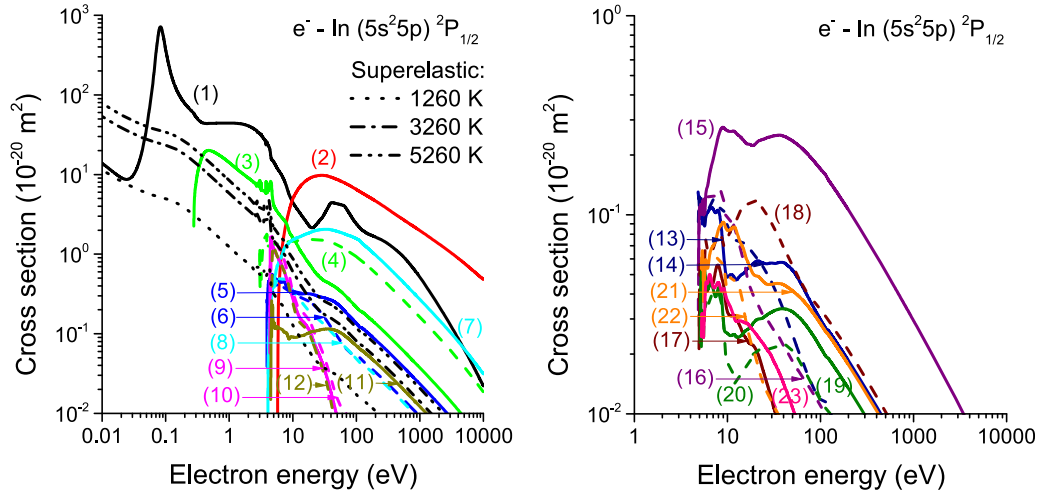 e⁻ - In (5s²5p) ²P₁/₂
Superelastic:
1260 K
3260 K
5260 K
(1)
(2)
(3)
(4)
(5)
(6)
(7)
(8)
(9)
(10)
(11)
(12)
10³
10²
10¹
10⁰
10⁻¹
10⁻²
0.01 0.1 1 10 100 1000 10000
Cross section (10⁻²⁰ m²)
Electron energy (eV)
e⁻ - In (5s²5p) ²P₁/₂
(15)
(18)
(13)
(14)
(21)
(22)
(17)
(16)
(20)
(23)
(19)
10⁰
10⁻¹
10⁻²
1 10 100 1000 10000
Cross section (10⁻²⁰ m²)
Electron energy (eV)